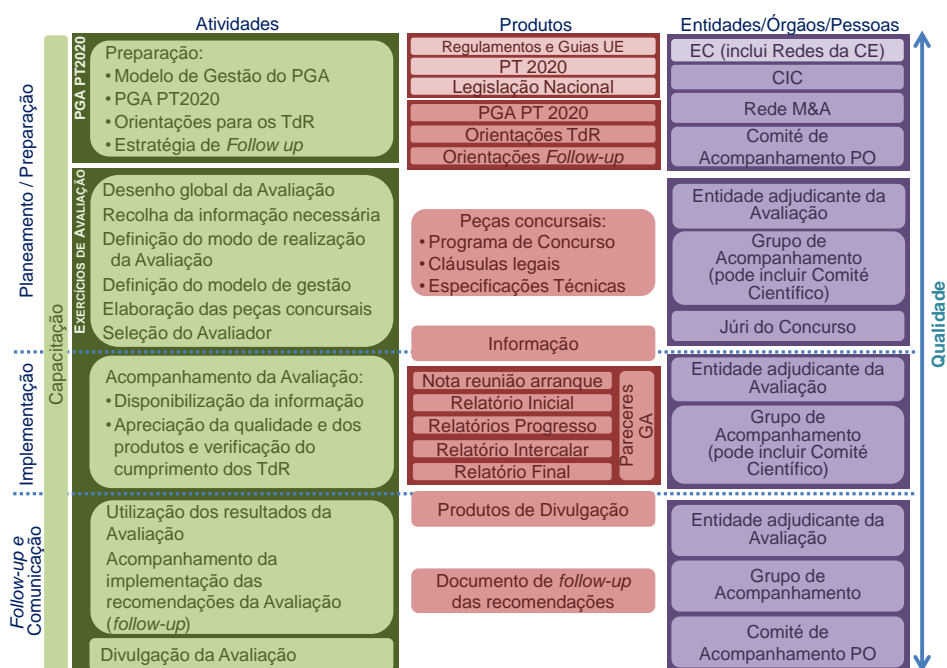 Atividades
Produtos
Entidades/Órgãos/Pessoas
Planeamento / Preparação
Capacitação
PGA PT2020
Preparação:
• Modelo de Gestão do PGA
• PGA PT2020
• Orientações para os TdR
• Estratégia de Follow up
Regulamentos e Guias UE
PT 2020
Legislação Nacional
PGA PT 2020
Orientações TdR
Orientações Follow-up
EC (inclui Redes da CE)
CIC
Rede M&A
Comité de
Acompanhamento PO
Qualidade
EXERCÍCIOS DE AVALIAÇÃO
Desenho global da Avaliação
Recolha da informação necessária
Definição do modo de realização
da Avaliação
Definição do modelo de gestão
Elaboração das peças concursais
Seleção do Avaliador
Peças concursais:
• Programa de Concurso
• Cláusulas legais
• Especificações Técnicas
Informação
Entidade adjudicante da
Avaliação
Grupo de
Acompanhamento
(pode incluir Comité
Científico)
Júri do Concurso
Implementação
Acompanhamento da Avaliação:
• Disponibilização da informação
• Apreciação da qualidade e dos
produtos e verificação do
cumprimento dos TdR
Nota reunião arranque
Relatório Inicial
Relatórios Progresso
Relatório Intercalar
Relatório Final
Pareceres
GA
Entidade adjudicante da
Avaliação
Grupo de
Acompanhamento
(pode incluir Comité
Científico)
Follow-up e
Comunicação
Utilização dos resultados da
Avaliação
Acompanhamento da
implementação das
recomendações da Avaliação
(follow-up)
Divulgação da Avaliação
Produtos de Divulgação
Documento de follow-up
das recomendações
Entidade adjudicante da
Avaliação
Grupo de
Acompanhamento
Comité de
Acompanhamento PO